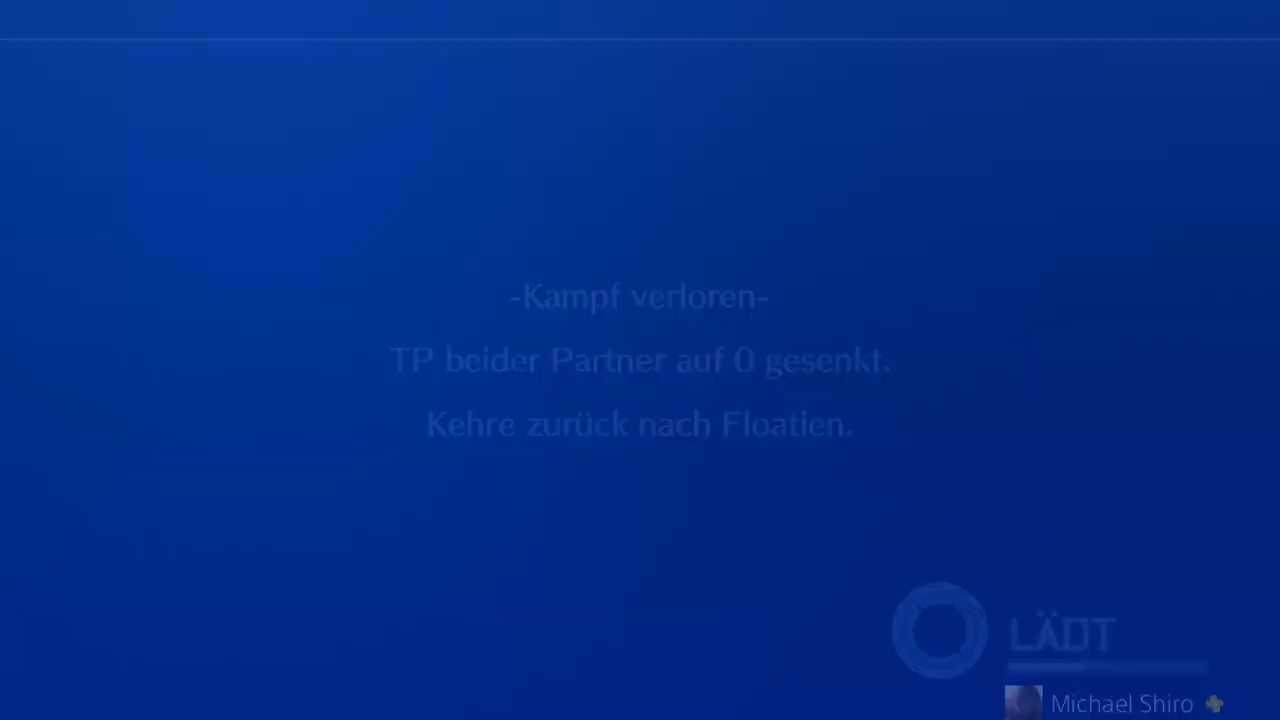 -Kampf verloren-
TP beider Partner auf 0 gesenkt.
Kehre zurück nach Floatien.
LÄDT
Michael Shiro